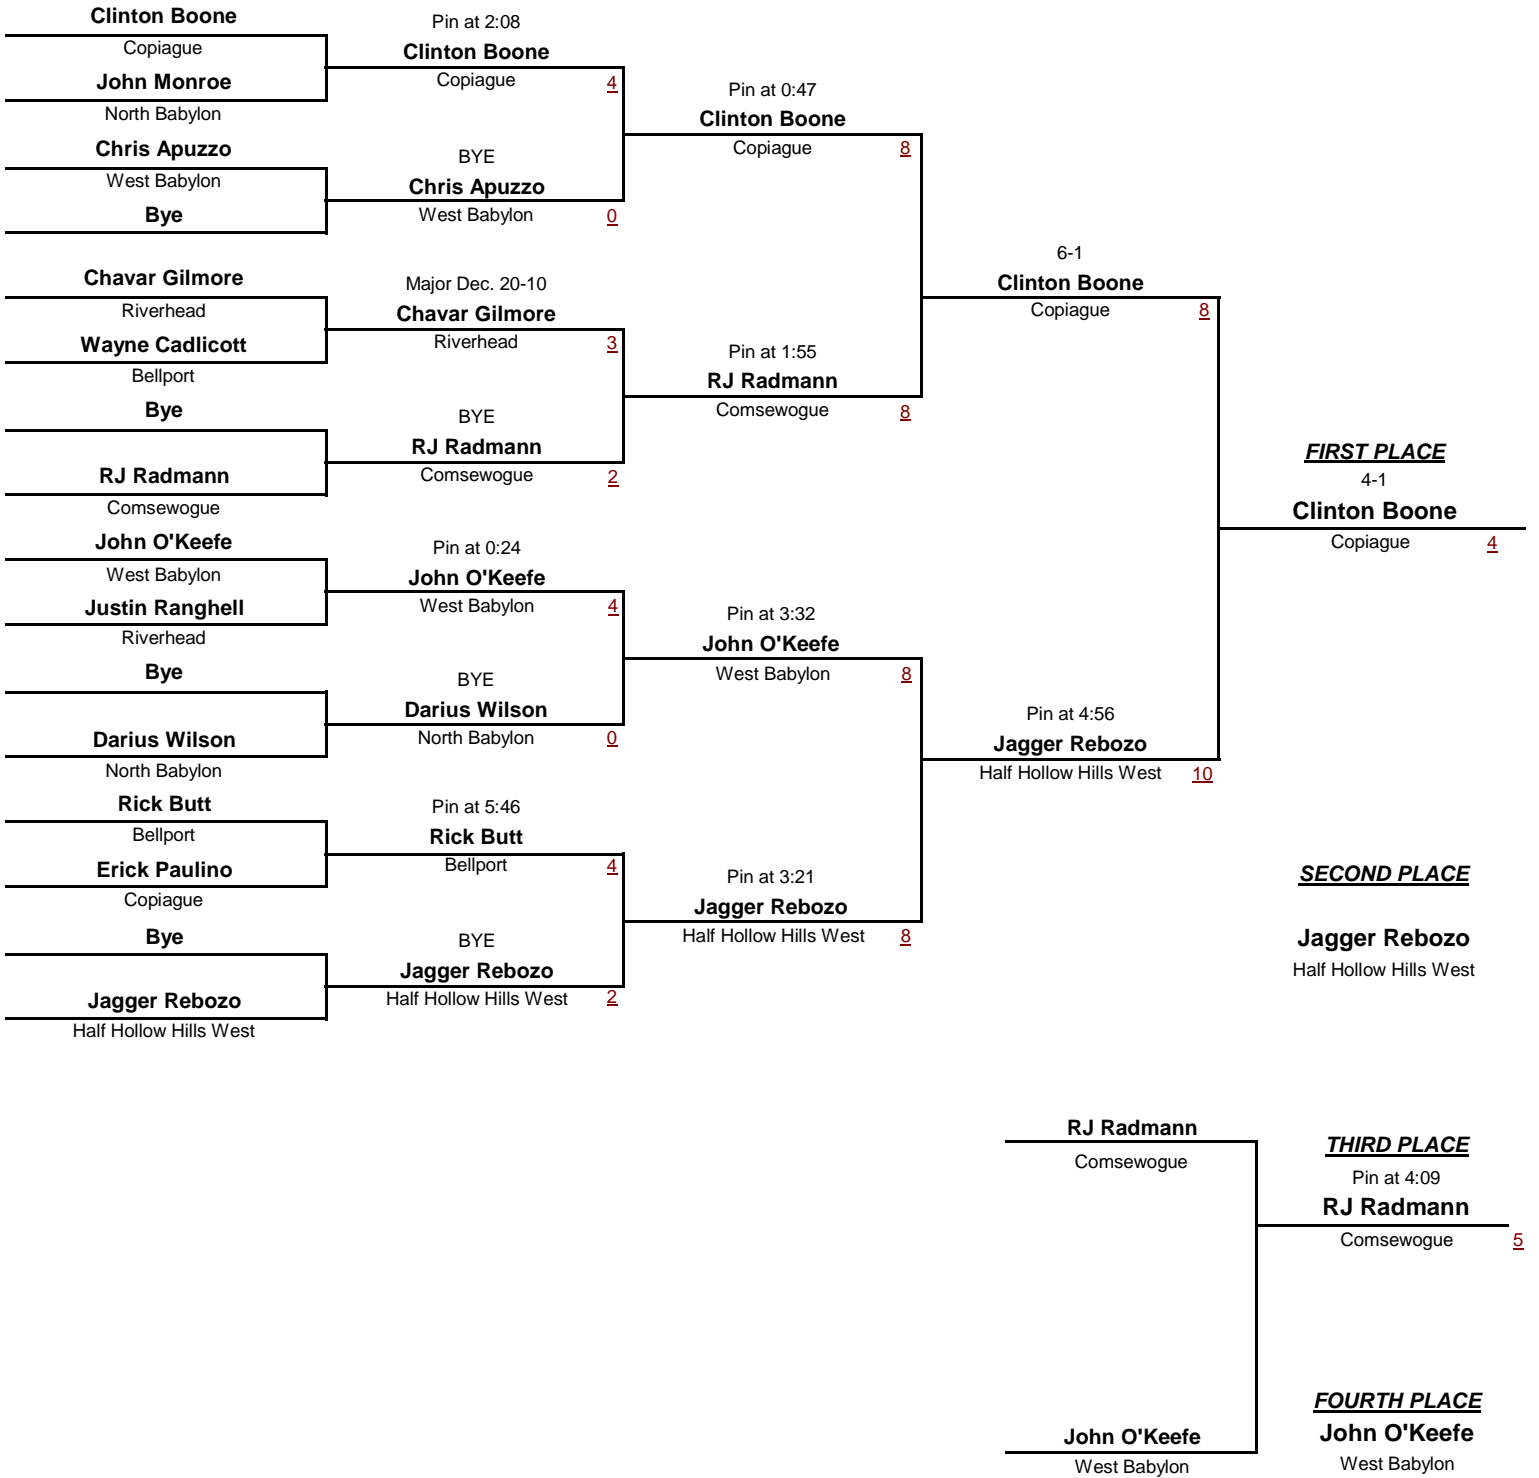 Clinton Boone
Copiague
John Monroe
North Babylon
Chris Apuzzo
West Babylon
Bye
Chavar Gilmore
Riverhead
Wayne Cadlicott
Bellport
Bye
RJ Radmann
Comsewogue
John O'Keefe
West Babylon
Justin Ranghell
Riverhead
Bye
Darius Wilson
North Babylon
Rick Butt
Bellport
Erick Paulino
Copiague
Bye
Jagger Rebozo
Half Hollow Hills West
Pin at 2:08
Clinton Boone
Copiague 4
BYE
Chris Apuzzo
West Babylon 0
Major Dec. 20-10
Chavar Gilmore
Riverhead 3
BYE
RJ Radmann
Comsewogue 2
Pin at 0:24
John O'Keefe
West Babylon 4
BYE
Darius Wilson
North Babylon 0
Pin at 5:46
Rick Butt
Bellport 4
BYE
Jagger Rebozo
Half Hollow Hills West 2
Pin at 0:47
Clinton Boone
Copiague 8
Pin at 1:55
RJ Radmann
Comsewogue 8
Pin at 3:32
John O'Keefe
West Babylon 8
Pin at 3:21
Jagger Rebozo
Half Hollow Hills West 8
6-1
Clinton Boone
Copiague 8
Pin at 4:56
Jagger Rebozo
Half Hollow Hills West 10
FIRST PLACE
4-1
Clinton Boone
Copiague 4
SECOND PLACE
Jagger Rebozo
Half Hollow Hills West
RJ Radmann
Comsewogue
John O'Keefe
West Babylon
THIRD PLACE
Pin at 4:09
RJ Radmann
Comsewogue 5
FOURTH PLACE
John O'Keefe
West Babylon